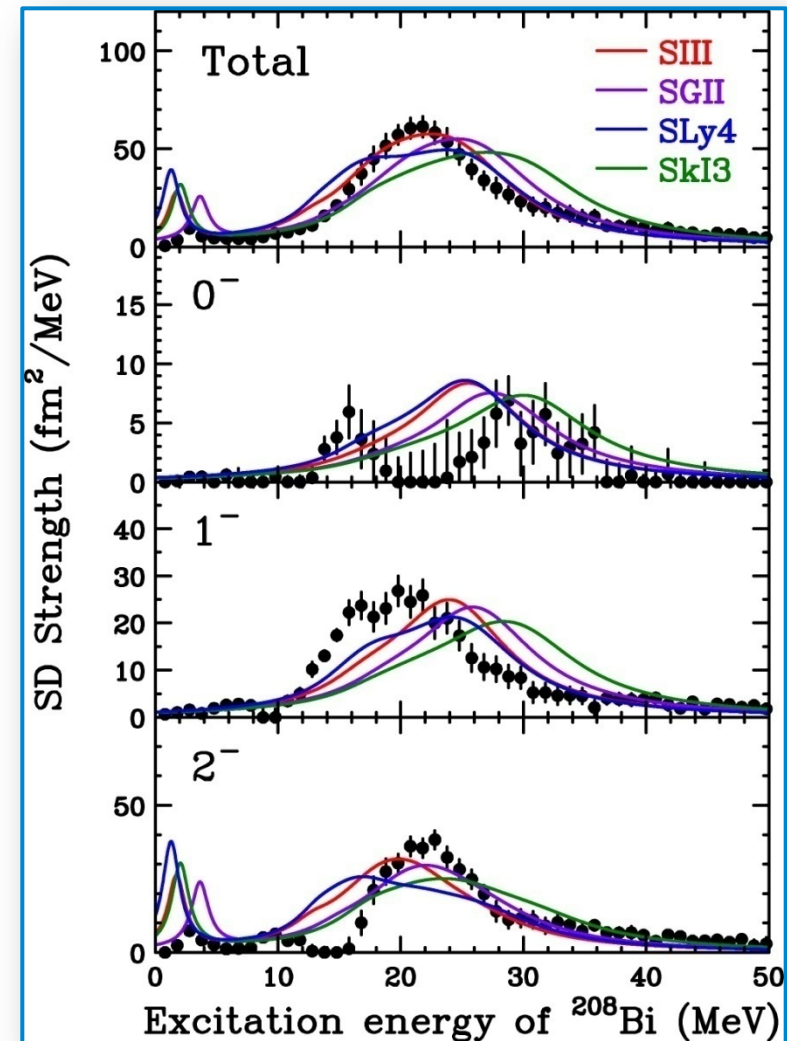 Total
SIII
SGII
SLy4
SkI3
100
50
0
0⁻
15
10
5
0
1⁻
40
30
20
10
0
2⁻
50
0
0 10 20 30 40 50
SD Strength (fm²/MeV)
Excitation energy of ²⁰⁸Bi (MeV)